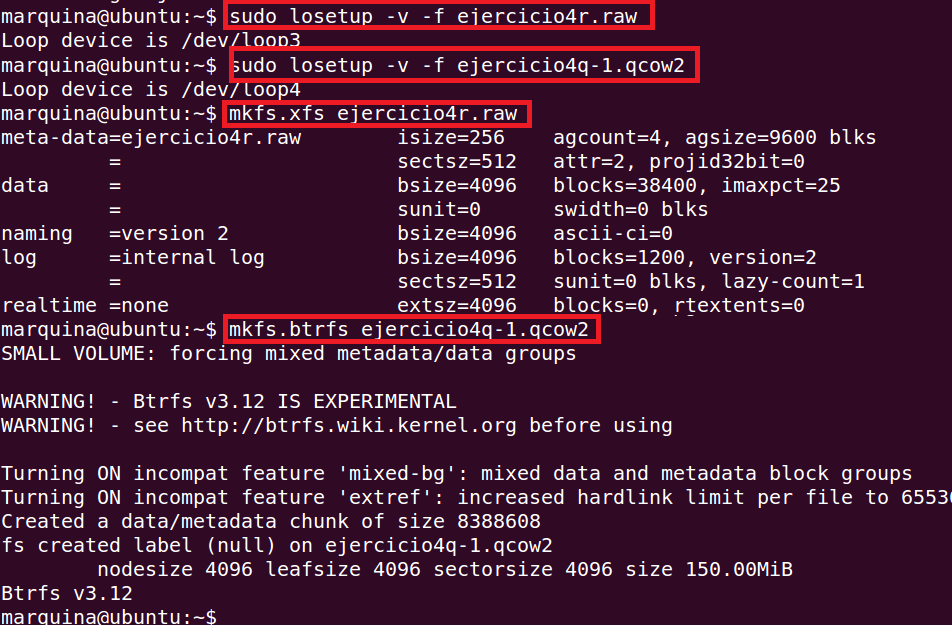 marquina@ubuntu:~$ sudo losetup -v -f ejercicio4r.raw
Loop device is /dev/loop3
marquina@ubuntu:~$ sudo losetup -v -f ejercicio4q-1.qcow2
Loop device is /dev/loop4
marquina@ubuntu:~$ mkfs.xfs ejercicio4r.raw
meta-data=ejercicio4r.raw        isize=256    agcount=4, agsize=9600 blks
         =                       sectsz=512   attr=2, projid32bit=0
data     =                       bsize=4096   blocks=38400, imaxpct=25
         =                       sunit=0      swidth=0 blks
naming   =version 2              bsize=4096   ascii-ci=0
log      =internal log           bsize=4096   blocks=1200, version=2
         =                       sectsz=512   sunit=0 blks, lazy-count=1
realtime =none                   extsz=4096   blocks=0, rtextents=0
marquina@ubuntu:~$ mkfs.btrfs ejercicio4q-1.qcow2
SMALL VOLUME: forcing mixed metadata/data groups

WARNING! - Btrfs v3.12 IS EXPERIMENTAL
WARNING! - see http://btrfs.wiki.kernel.org before using

Turning ON incompat feature 'mixed-bg': mixed data and metadata block groups
Turning ON incompat feature 'extref': increased hardlink limit per file to 65536
Created a data/metadata chunk of size 8388608
fs created label (null) on ejercicio4q-1.qcow2
        nodesize 4096 leafsize 4096 sectorsize 4096 size 150.00MiB
Btrfs v3.12
marquina@ubuntu:~$